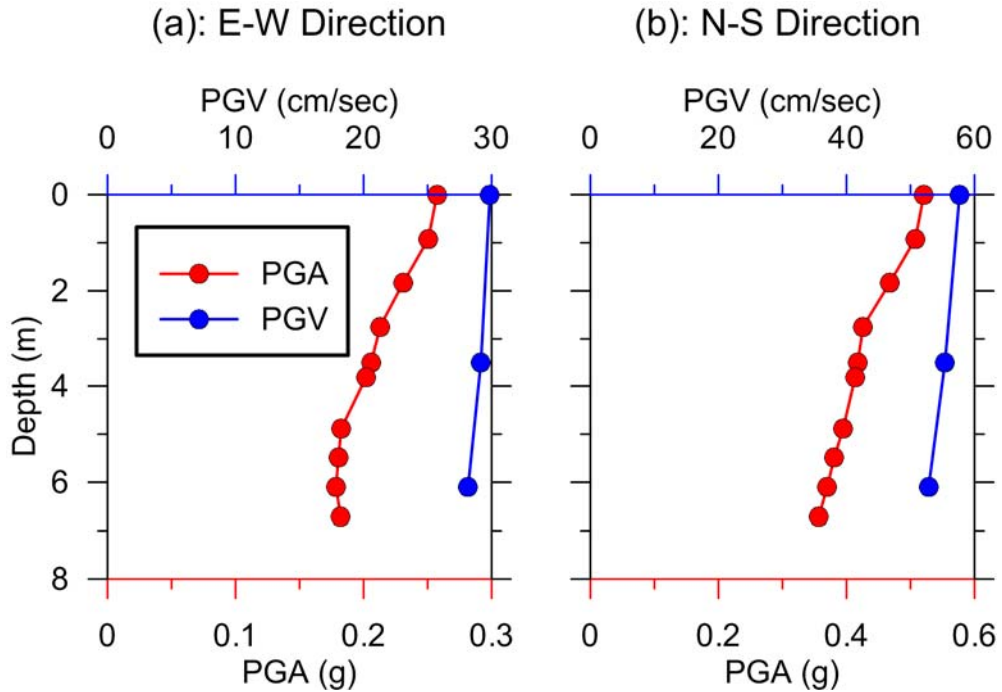 (a): E-W Direction
(b): N-S Direction
PGV (cm/sec)
PGV (cm/sec)
0 10 20 30
0 20 40 60
0
2
4
6
8
Depth (m)
PGA
PGV
0 0.1 0.2 0.3
0 0.2 0.4 0.6
PGA (g)
PGA (g)